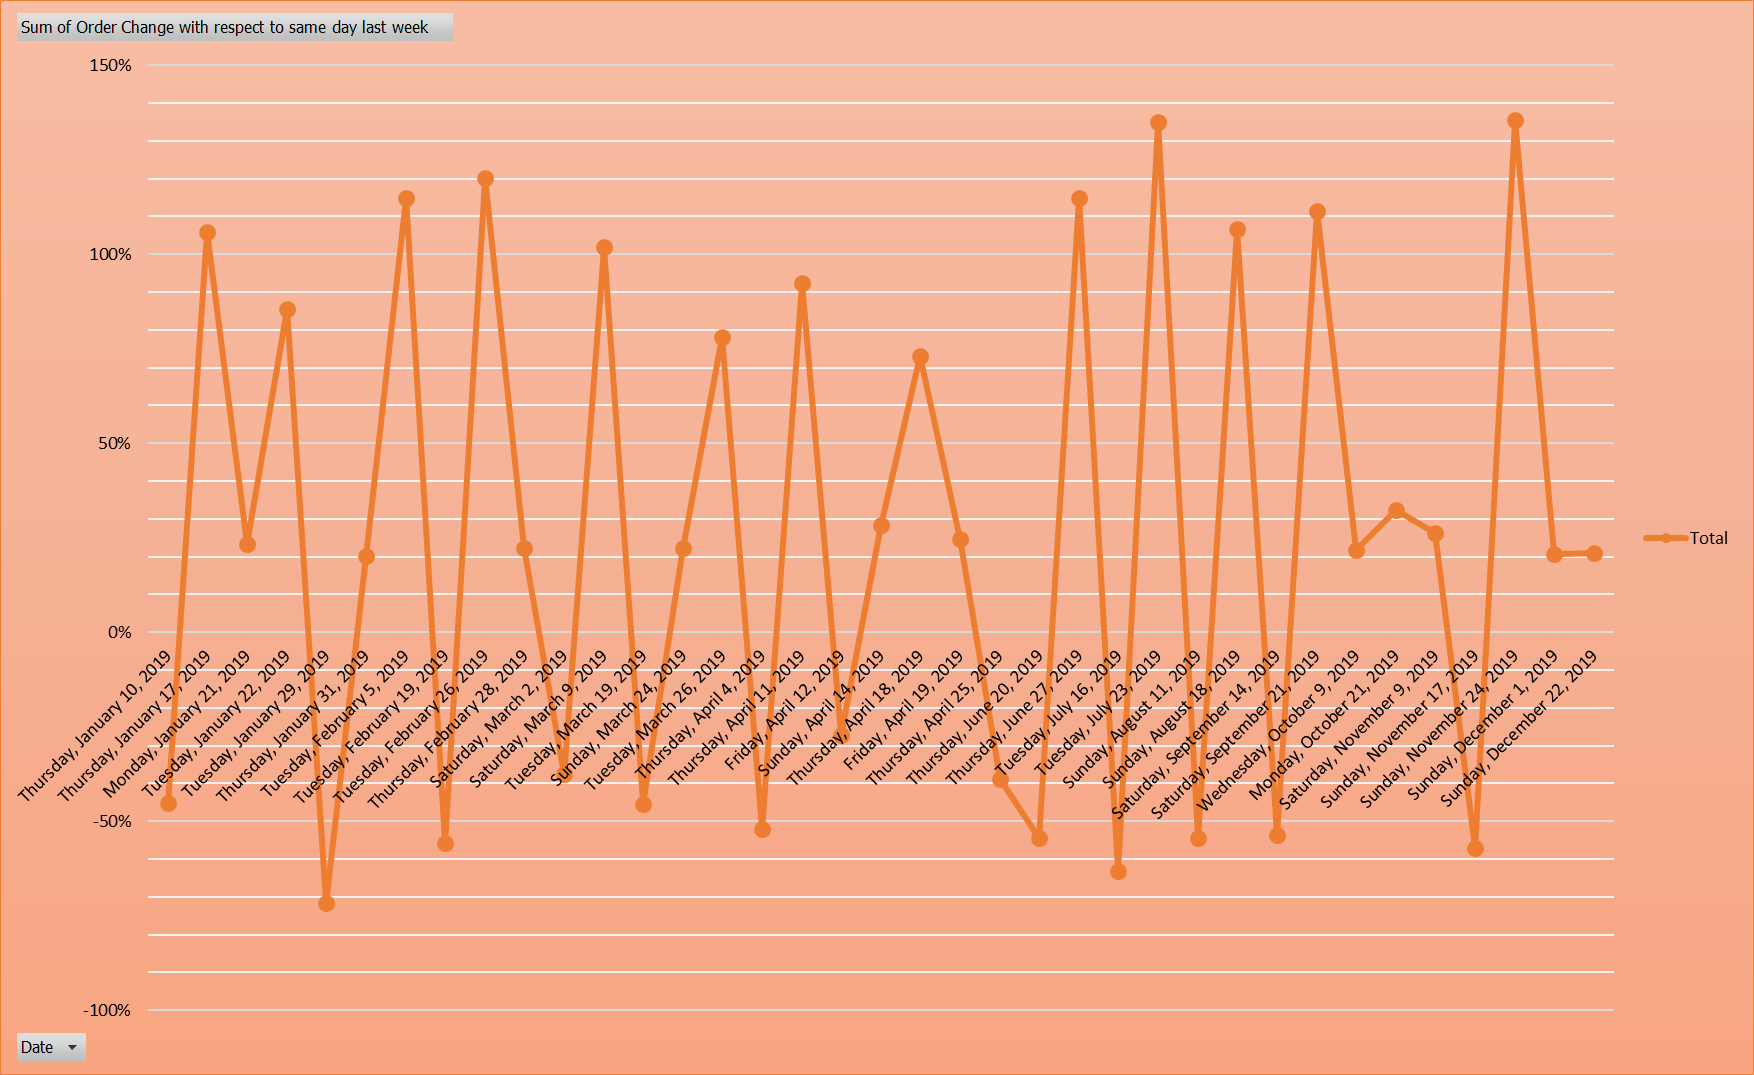 Sum of Order Change with respect to same day last week
150%
100%
50%
0%
-50%
-100%
Thursday, January 10, 2019
Thursday, January 17, 2019
Monday, January 21, 2019
Tuesday, January 22, 2019
Tuesday, January 29, 2019
Thursday, January 31, 2019
Tuesday, February 5, 2019
Tuesday, February 19, 2019
Tuesday, February 26, 2019
Thursday, February 28, 2019
Saturday, March 2, 2019
Saturday, March 9, 2019
Tuesday, March 19, 2019
Sunday, March 24, 2019
Tuesday, March 26, 2019
Thursday, April 4, 2019
Thursday, April 11, 2019
Friday, April 12, 2019
Sunday, April 14, 2019
Thursday, April 18, 2019
Friday, April 19, 2019
Thursday, April 25, 2019
Thursday, June 20, 2019
Thursday, June 27, 2019
Tuesday, July 16, 2019
Tuesday, July 23, 2019
Sunday, August 11, 2019
Sunday, August 18, 2019
Saturday, September 14, 2019
Saturday, September 21, 2019
Wednesday, October 9, 2019
Monday, October 21, 2019
Saturday, November 9, 2019
Sunday, November 17, 2019
Sunday, November 24, 2019
Sunday, December 1, 2019
Sunday, December 22, 2019
Total
Date